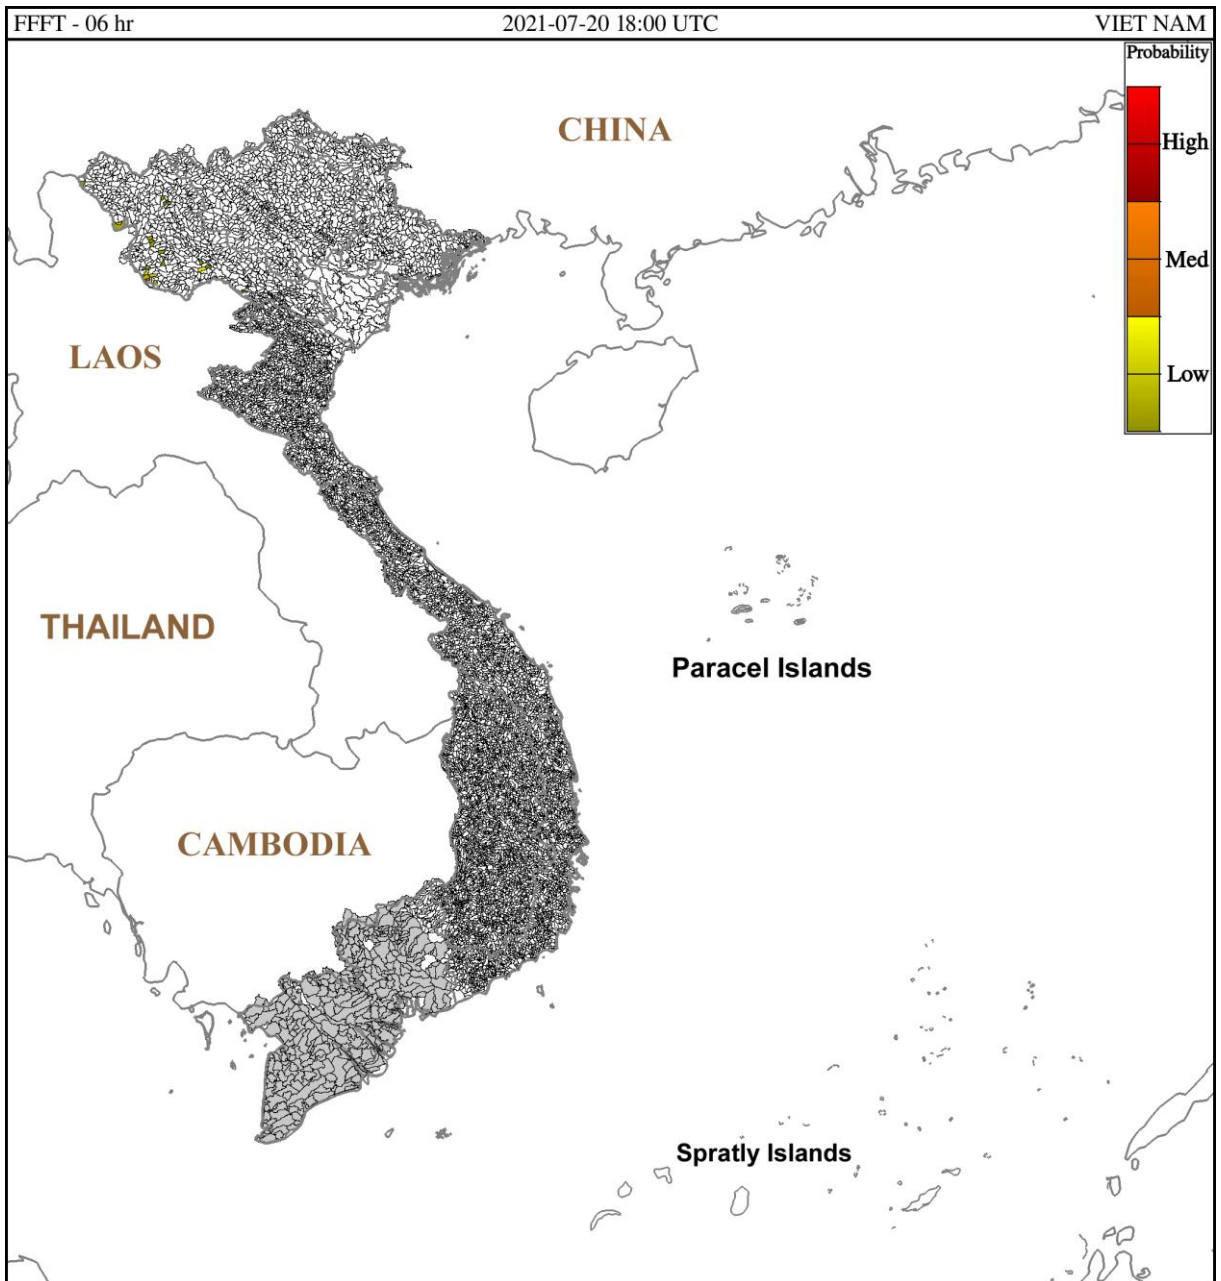 FFFT - 06 hr 2021-07-20 18:00 UTC VIET NAM
Probability
CHINA
High
Med
LAOS
Low
THAILAND
Paracel Islands
CAMBODIA
Spratly Islands